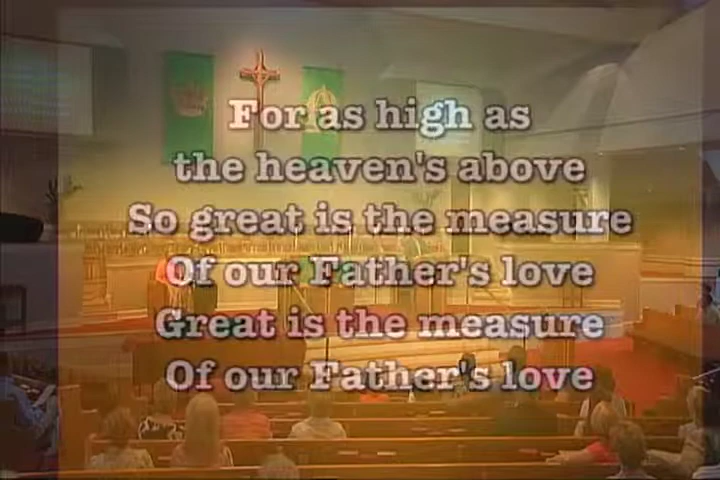 For as high as
the heaven's above
So great is the measure
Of our Father's love
Great is the measure
Of our Father's love